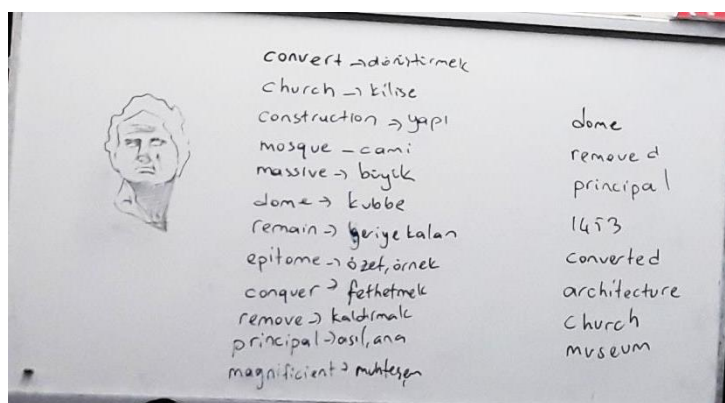 convert → dönüştürmek
church → kilise
construction → yapı
mosque - cami
massive → büyük
dome → kubbe
remain → geriye kalan
epitome → özet, örnek
conquer → fethetmek
remove → kaldırmak
principal → asıl, ana
magnificient → muhteşem
dome
removed
principal
1453
converted
architecture
church
museum